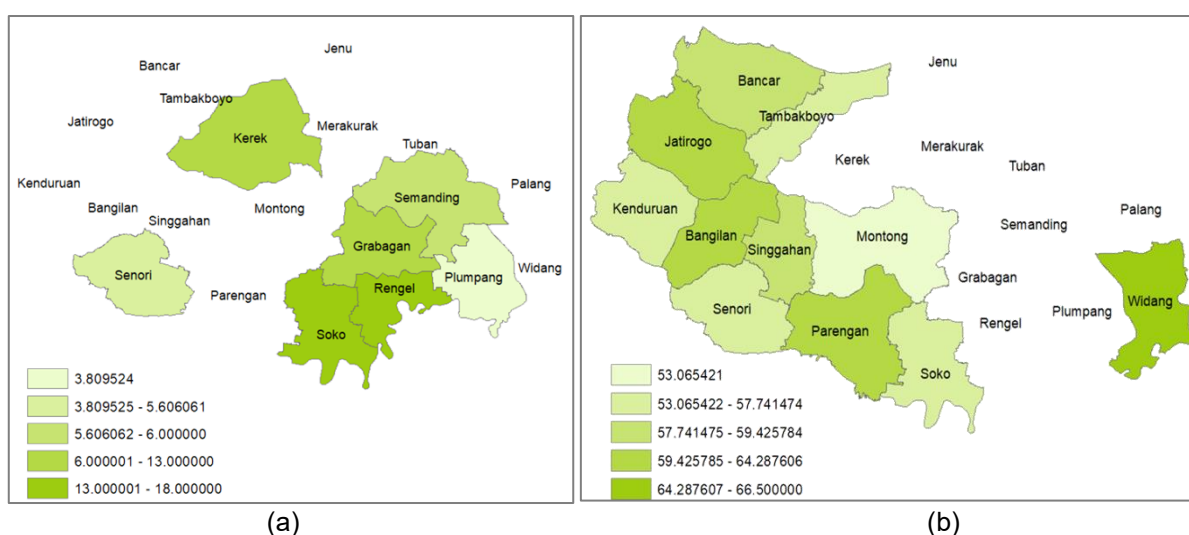 Jenu
Bancar
Tambakboyo
Jatirogo
Kerek
Merakurak
Tuban
Kenduruan
Semanding
Palang
Bangilan
Singgahan
Montong
Grabagan
Senori
Widang
Plumpang
Parengan
Rengel
Soko
3.809524
3.809525 - 5.606061
5.606062 - 6.000000
6.000001 - 13.000000
13.000001 - 18.000000
(a)
Jenu
Bancar
Tambakboyo
Jatirogo
Merakurak
Kerek
Tuban
Kenduruan
Palang
Semanding
Bangilan
Montong
Singgahan
Grabagan
Widang
Senori
Plumpang
Rengel
Parengan
Soko
53.065421
53.065422 - 57.741474
57.741475 - 59.425784
59.425785 - 64.287606
64.287607 - 66.500000
(b)